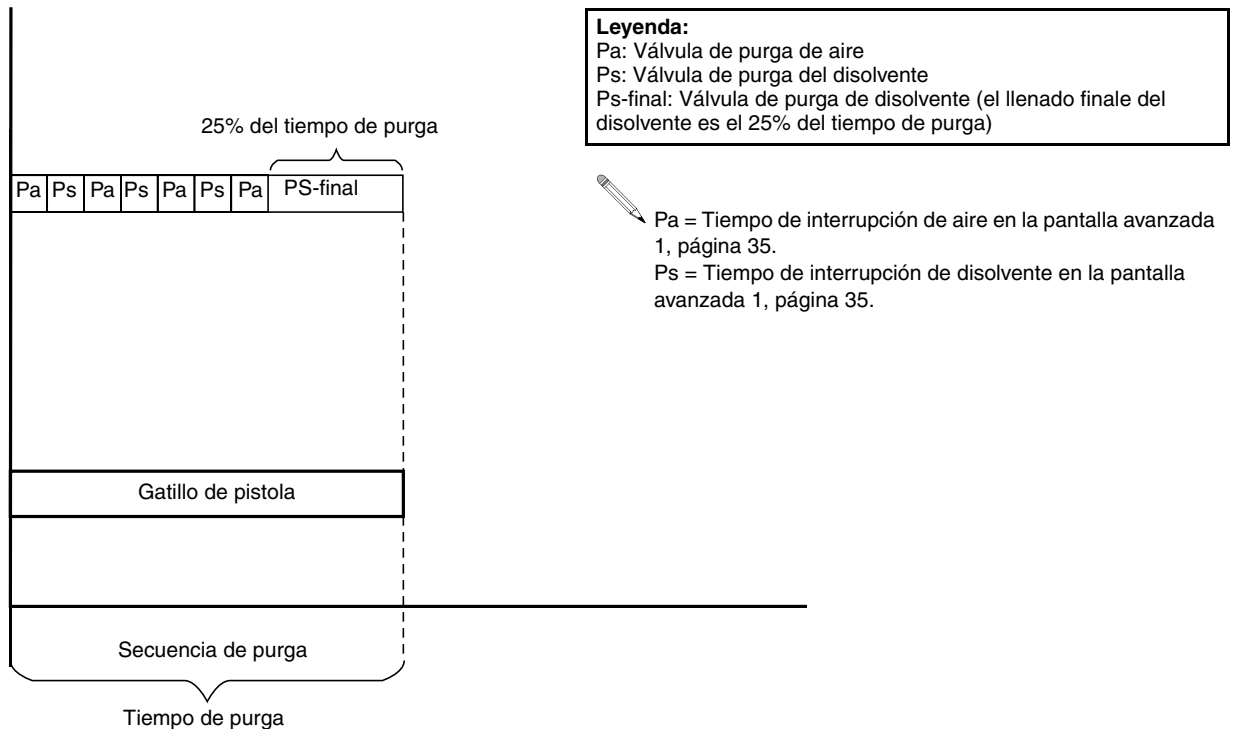 Leyenda:
Pa: Válvula de purga de aire
Ps: Válvula de purga del disolvente
Ps-final: Válvula de purga de disolvente (el llenado finale del
disolvente es el 25% del tiempo de purga)
25% del tiempo de purga
Pa Ps Pa Ps Pa Ps Pa PS-final
Pa = Tiempo de interrupción de aire en la pantalla avanzada
1, página 35.
Ps = Tiempo de interrupción de disolvente en la pantalla
avanzada 1, página 35.
Gatillo de pistola
Secuencia de purga
Tiempo de purga